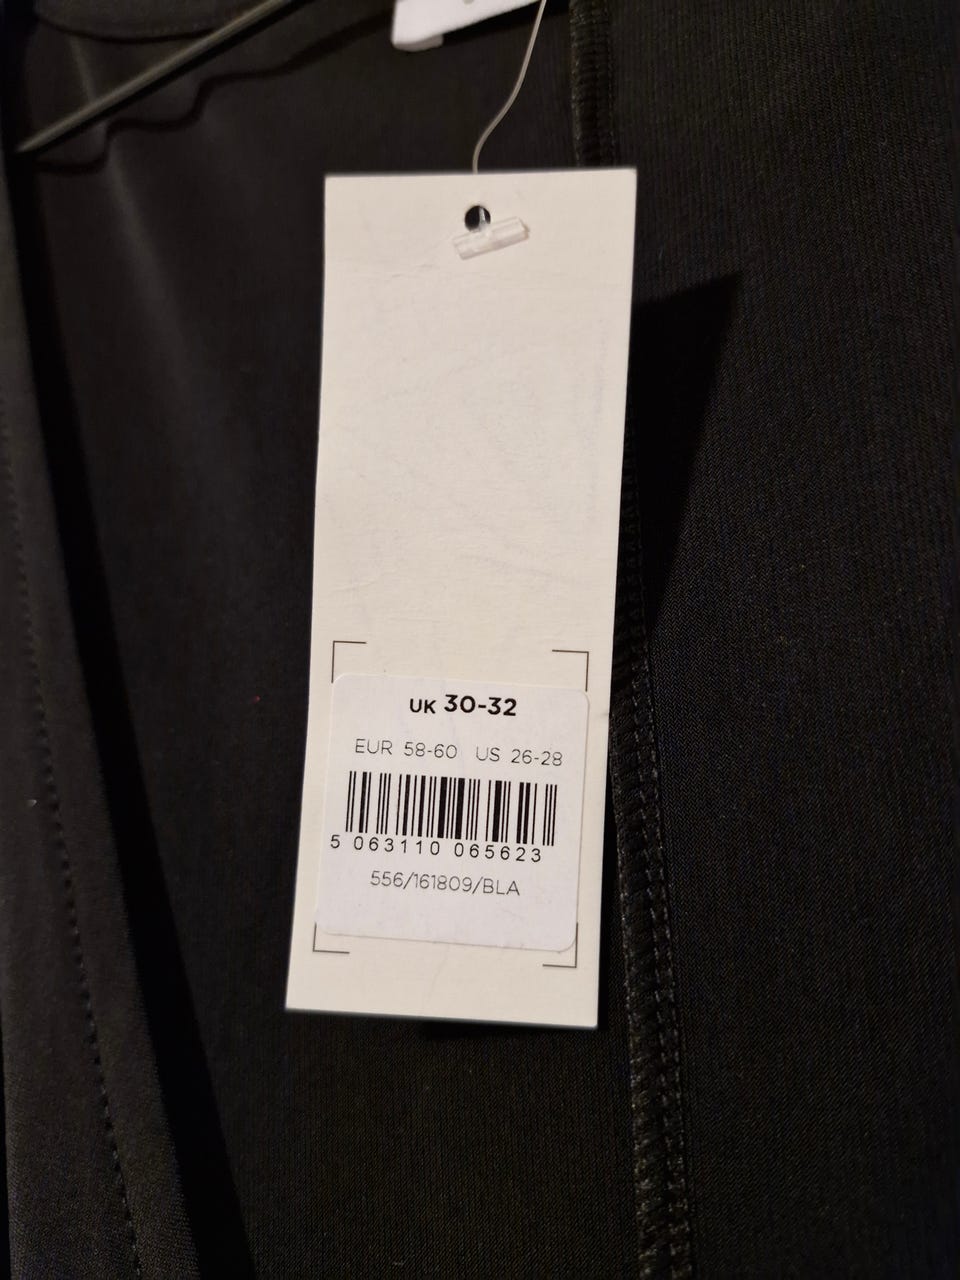 UK 30-32
EUR 58-60 US 26-28
5 063110 065623
556/161809/BLA